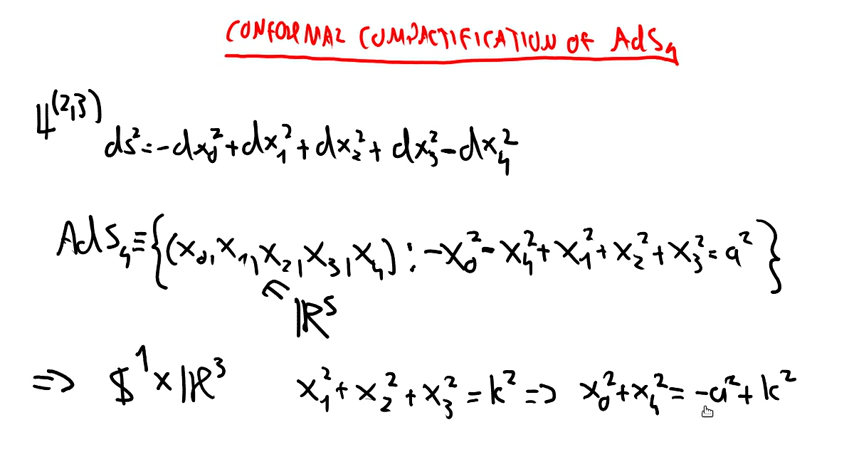 CONFORMAL COMPACTIFICATION OF AdS₄
𝕄^(2,3)
ds² = -dx₀² + dx₁² + dx₂² + dx₃² - dx₄²
AdS₄ ≡ {(x₀, x₁, x₂, x₃, x₄) : -x₀² - x₄² + x₁² + x₂² + x₃² = a²}
∈ ℝ⁵
⇒ 𝕊¹ × ℝ³ x₁² + x₂² + x₃² = k² ⇒ x₀² + x₄² = -a² + k²